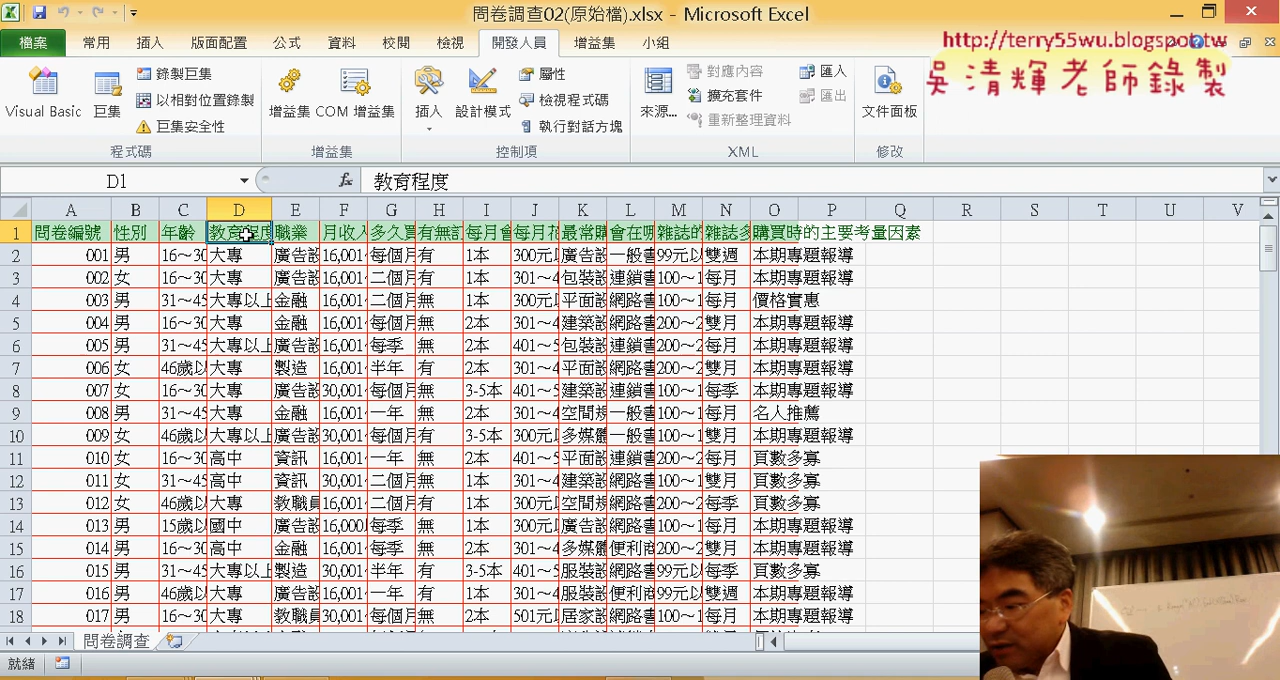 問卷調查02(原始檔).xlsx - Microsoft Excel
檔案 常用 插入 版面配置 公式 資料 校閱 檢視 開發人員 增益集 小組
http://terry55wu.blogspot.tw
吳清輝老師錄製
Visual Basic 巨集 錄製巨集 以相對位置錄製 巨集安全性
增益集 COM 增益集
插入 設計模式 屬性 檢視程式碼 執行對話方塊
來源... 對應內容 擴充套件 重新整理資料 匯入 匯出
文件面板
程式碼 增益集 控制項 XML 修改
D1 fx 教育程度
A B C D E F G H I J K L M N O P Q R S T U V
1 問卷編號 性別 年齡 教育程度 職業 月收入 多久買 有無訂 每月會 每月花 最常購 會在哪 雜誌的 雜誌多 購買時的主要考量因素
2 001 男 16～30 大專 廣告設 16,001 每個月 有 1本 300元以 廣告設 一般書 99元以 雙週 本期專題報導
3 002 女 16～30 大專 廣告設 16,001 二個月 有 1本 301～4 包裝設 連鎖書 100～1 每月 本期專題報導
4 003 男 31～45 大專以上 金融 16,001 二個月 無 1本 300元以 平面設 連鎖書 100～1 每月 價格實惠
5 004 男 16～30 大專 金融 16,001 每個月 無 2本 301～4 建築設 網路書 200～2 雙月 本期專題報導
6 005 男 31～45 大專以上 廣告設 16,001 每季 無 2本 401～5 包裝設 連鎖書 100～1 雙月 本期專題報導
7 006 女 46歲以 大專 製造 16,001 半年 有 2本 301～4 平面設 網路書 200～2 雙月 本期專題報導
8 007 女 16～30 大專 廣告設 30,001 每個月 有 3-5本 401～5 建築設 連鎖書 100～1 每季 本期專題報導
9 008 男 31～45 大專 金融 16,001 一年 無 2本 301～4 空間規 一般書 100～1 每月 名人推薦
10 009 女 46歲以 大專以上 廣告設 30,001 每個月 有 3-5本 300元以 多媒體 一般書 100～1 雙月 本期專題報導
11 010 女 16～30 高中 資訊 16,001 一年 無 2本 401～5 平面設 連鎖書 100～1 每月 頁數多寡
12 011 女 31～45 高中 資訊 30,001 二個月 無 2本 301～4 建築設 網路書 100～1 雙月 頁數多寡
13 012 女 46歲以 大專 教職員 16,001 二個月 有 1本 300元以 空間規 網路書 200～2 每季 頁數多寡
14 013 男 15歲以 國中 廣告設 16,000 每季 無 1本 300元以 廣告設 網路書 100～1 每月 本期專題報導
15 014 男 16～30 高中 金融 16,001 每季 無 2本 301～4 多媒體 便利商 200～2 雙月 本期專題報導
16 015 男 31～45 大專以上 製造 30,001 半年 有 3-5本 401～5 服裝設 網路書 99元以 每季 頁數多寡
17 016 男 46歲以 大專 資訊 16,001 一年 有 1本 301～4 服裝設 便利商 99元以 雙週 本期專題報導
18 017 男 16～30 大專 教職員 30,001 每個月 無 2本 501元以 居家設 網路書 100～1 每月 本期專題報導
問卷調查
就緒